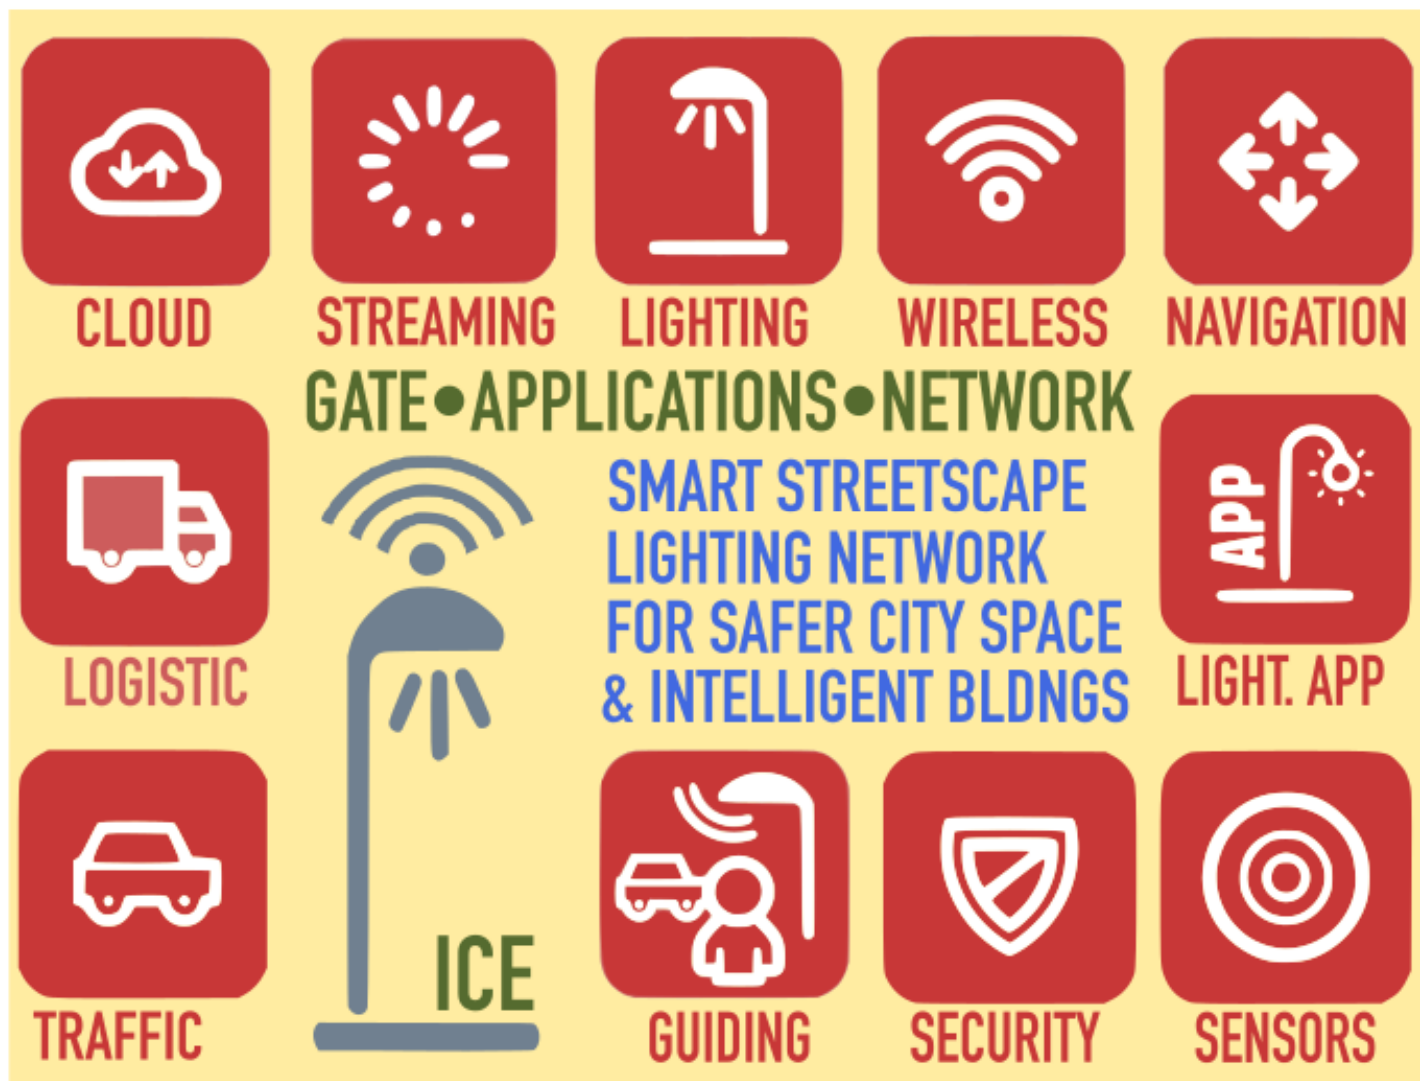 CLOUD
STREAMING
LIGHTING
WIRELESS
NAVIGATION
GATE•APPLICATIONS•NETWORK
SMART STREETSCAPE
LIGHTING NETWORK
FOR SAFER CITY SPACE
& INTELLIGENT BLDNGS
LOGISTIC
APP
LIGHT. APP
ICE
TRAFFIC
GUIDING
SECURITY
SENSORS